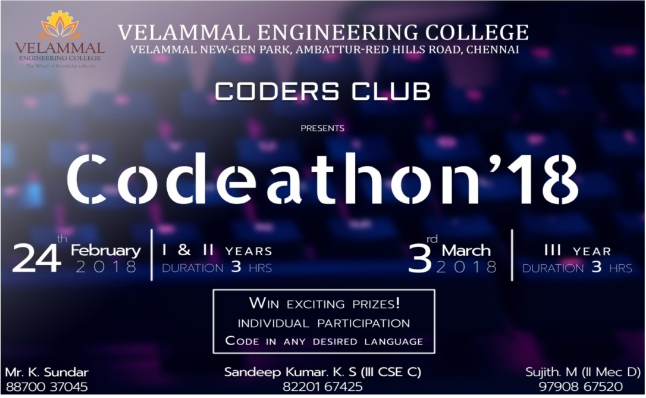 VELAMMAL
ENGINEERING COLLEGE
VELAMMAL ENGINEERING COLLEGE
VELAMMAL NEW-GEN PARK, AMBATTUR-RED HILLS ROAD, CHENNAI
CODERS CLUB
PRESENTS
Codeathon'18
24th February 2018
I & II YEARS
DURATION 3 HRS
3rd March 2018
III YEAR
DURATION 3 HRS
WIN EXCITING PRIZES!
INDIVIDUAL PARTICIPATION
CODE IN ANY DESIRED LANGUAGE
Mr. K. Sundar
88700 37045
Sandeep Kumar. K. S (III CSE C)
82201 67425
Sujith. M (II Mec D)
97908 67520